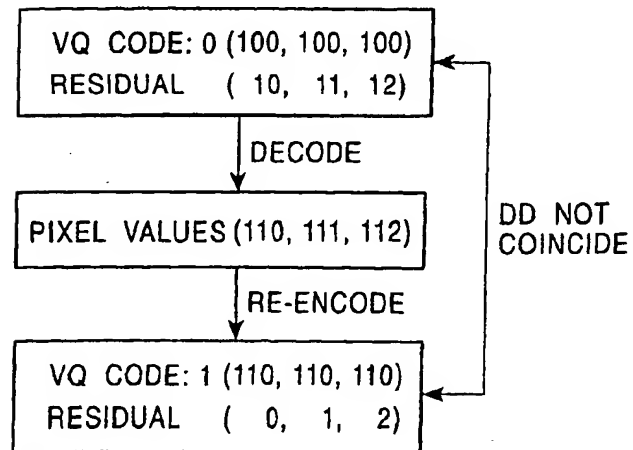 VQ CODE: 0 (100, 100, 100)
RESIDUAL ( 10, 11, 12)
DECODE
PIXEL VALUES (110, 111, 112)
DD NOT
COINCIDE
RE-ENCODE
VQ CODE: 1 (110, 110, 110)
RESIDUAL ( 0, 1, 2)